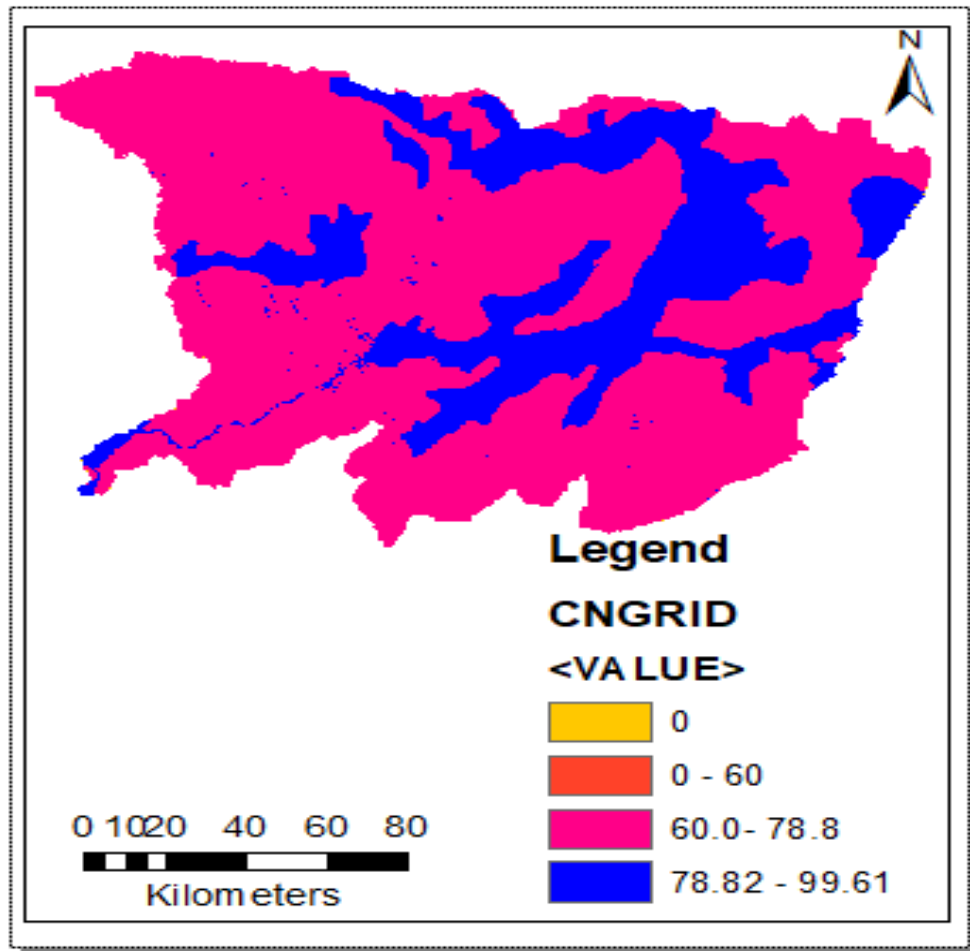 N
Legend
CNGRID
<VALUE>
0
0 - 60
60.0- 78.8
78.82 - 99.61
0 1020 40 60 80
Kilometers